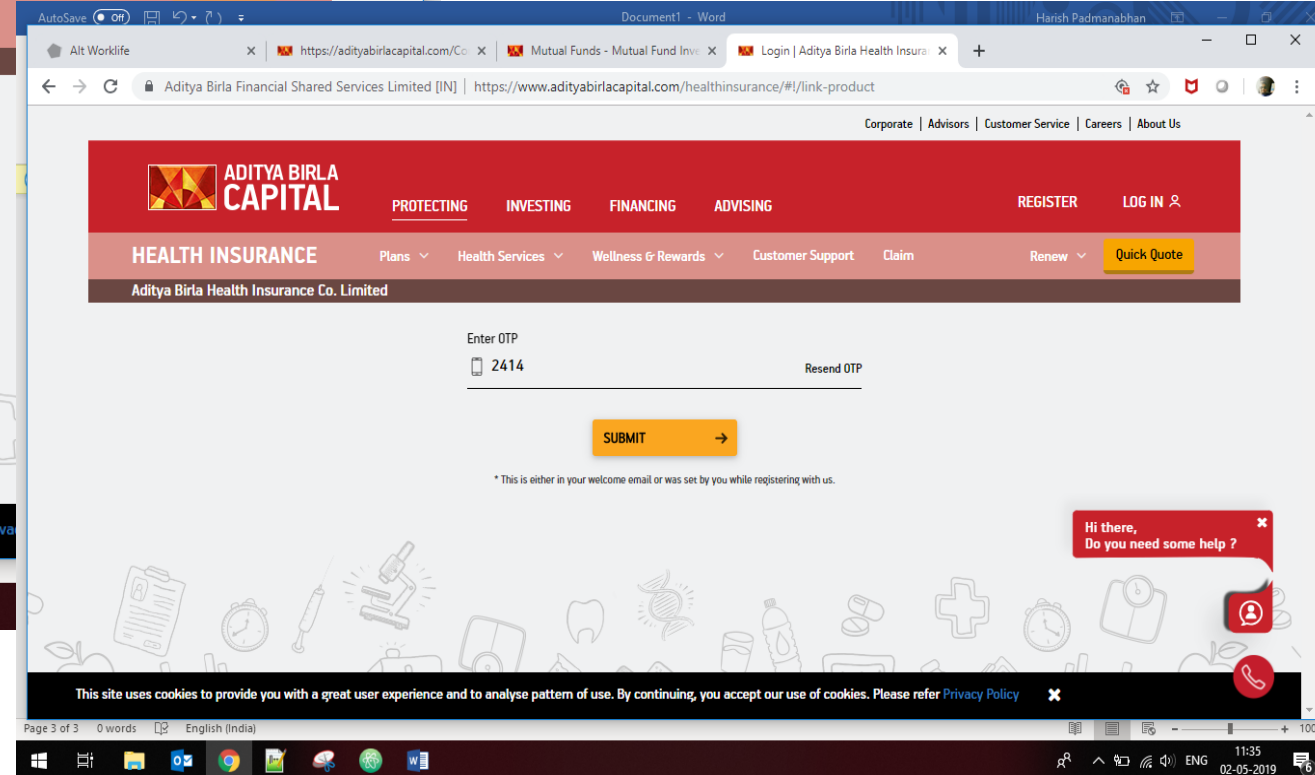 AutoSave Off Document1 - Word Harish Padmanabhan
Alt Worklife https://adityabirlacapital.com/Co Mutual Funds - Mutual Fund Inve Login | Aditya Birla Health Insura
Aditya Birla Financial Shared Services Limited [IN] | https://www.adityabirlacapital.com/healthinsurance/#!/link-product
Corporate | Advisors | Customer Service | Careers | About Us
ADITYA BIRLA
CAPITAL
PROTECTING INVESTING FINANCING ADVISING REGISTER LOG IN
HEALTH INSURANCE Plans Health Services Wellness & Rewards Customer Support Claim Renew Quick Quote
Aditya Birla Health Insurance Co. Limited
Enter OTP
2414 Resend OTP
SUBMIT
* This is either in your welcome email or was set by you while registering with us.
Hi there,
Do you need some help ?
This site uses cookies to provide you with a great user experience and to analyse pattern of use. By continuing, you accept our use of cookies. Please refer Privacy Policy
Page 3 of 3 0 words English (India) 100
ENG 11:35
02-05-2019 6